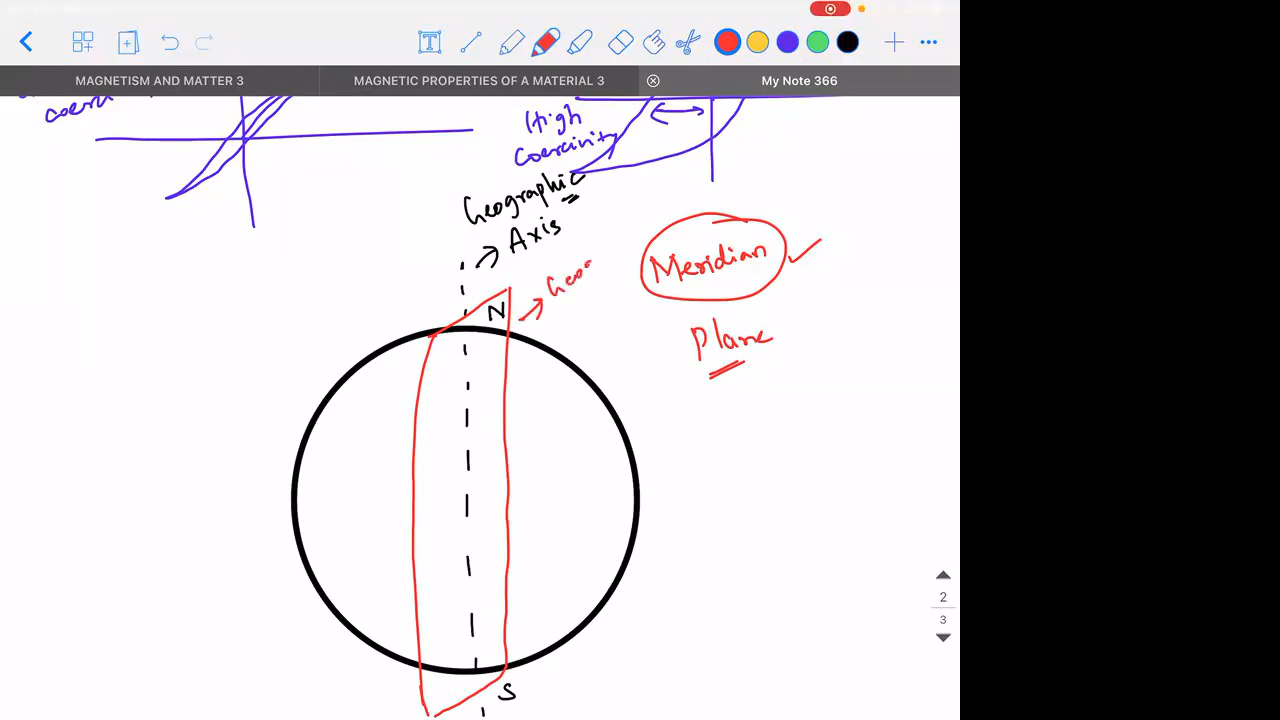 MAGNETISM AND MATTER 3
MAGNETIC PROPERTIES OF A MATERIAL 3
My Note 366
High
Coercivity
Geographic
Axis
Meridian
Plane
N
Geo
S
2
3